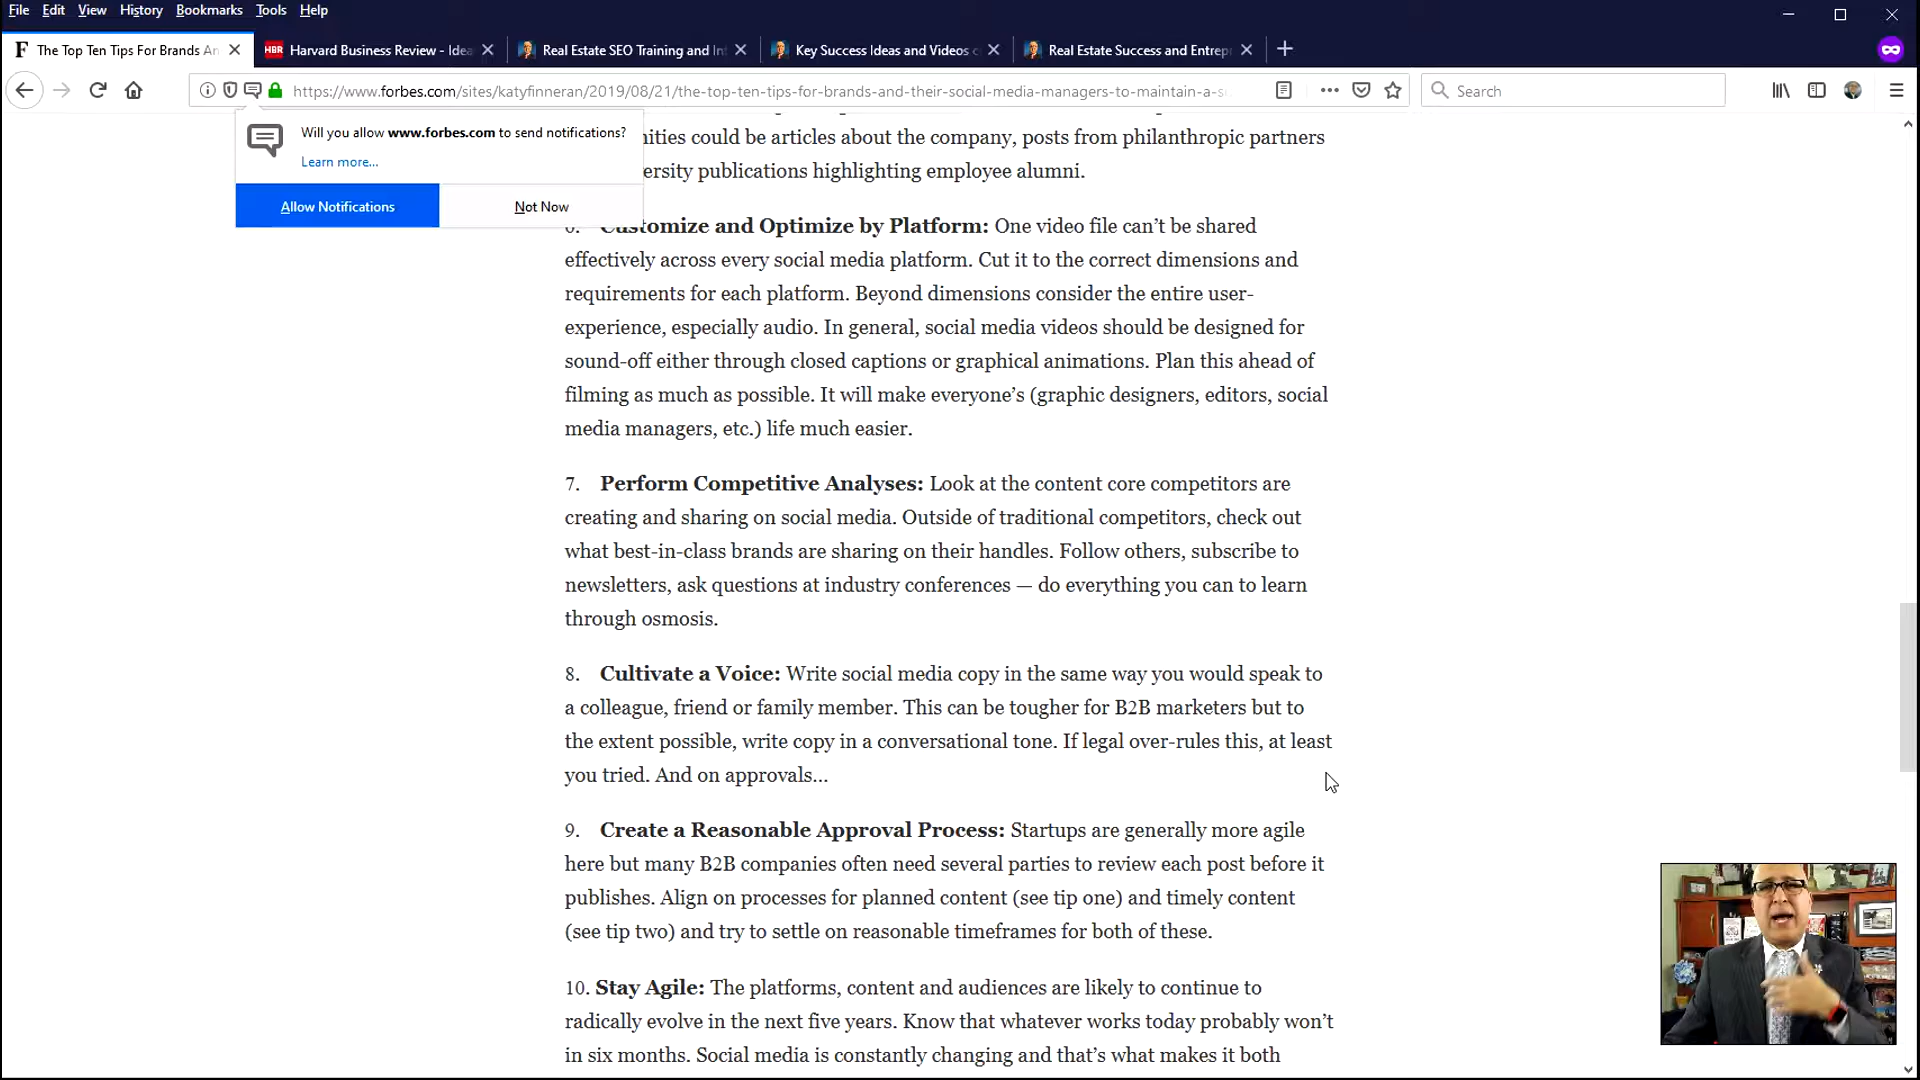 File Edit View History Bookmarks Tools Help
The Top Ten Tips For Brands An
HBR Harvard Business Review - Idea
Real Estate SEO Training and In
Key Success Ideas and Videos
Real Estate Success and Entrep
https://www.forbes.com/sites/katyfinneran/2019/08/21/the-top-ten-tips-for-brands-and-their-social-media-managers-to-maintain-a-s
Search
Will you allow www.forbes.com to send notifications?
Learn more...
Allow Notifications
Not Now
nities could be articles about the company, posts from philanthropic partners
ersity publications highlighting employee alumni.
6. Customize and Optimize by Platform: One video file can’t be shared
effectively across every social media platform. Cut it to the correct dimensions and
requirements for each platform. Beyond dimensions consider the entire user-
experience, especially audio. In general, social media videos should be designed for
sound-off either through closed captions or graphical animations. Plan this ahead of
filming as much as possible. It will make everyone’s (graphic designers, editors, social
media managers, etc.) life much easier.
7. Perform Competitive Analyses: Look at the content core competitors are
creating and sharing on social media. Outside of traditional competitors, check out
what best-in-class brands are sharing on their handles. Follow others, subscribe to
newsletters, ask questions at industry conferences — do everything you can to learn
through osmosis.
8. Cultivate a Voice: Write social media copy in the same way you would speak to
a colleague, friend or family member. This can be tougher for B2B marketers but to
the extent possible, write copy in a conversational tone. If legal over-rules this, at least
you tried. And on approvals...
9. Create a Reasonable Approval Process: Startups are generally more agile
here but many B2B companies often need several parties to review each post before it
publishes. Align on processes for planned content (see tip one) and timely content
(see tip two) and try to settle on reasonable timeframes for both of these.
10. Stay Agile: The platforms, content and audiences are likely to continue to
radically evolve in the next five years. Know that whatever works today probably won’t
in six months. Social media is constantly changing and that’s what makes it both